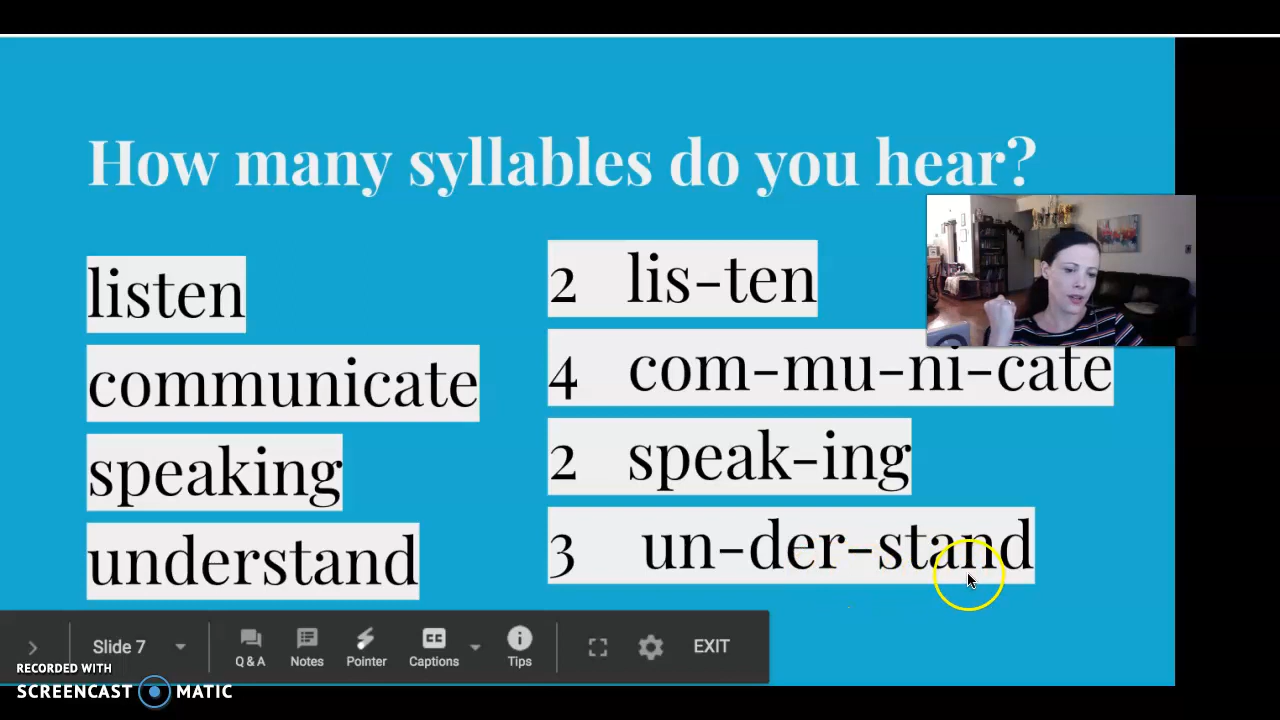 How many syllables do you hear?
listen
communicate
speaking
understand
2 lis-ten
4 com-mu-ni-cate
2 speak-ing
3 un-der-stand
Slide 7
Q & A
Notes
Pointer
CC
Captions
Tips
EXIT
RECORDED WITH
SCREENCAST MATIC